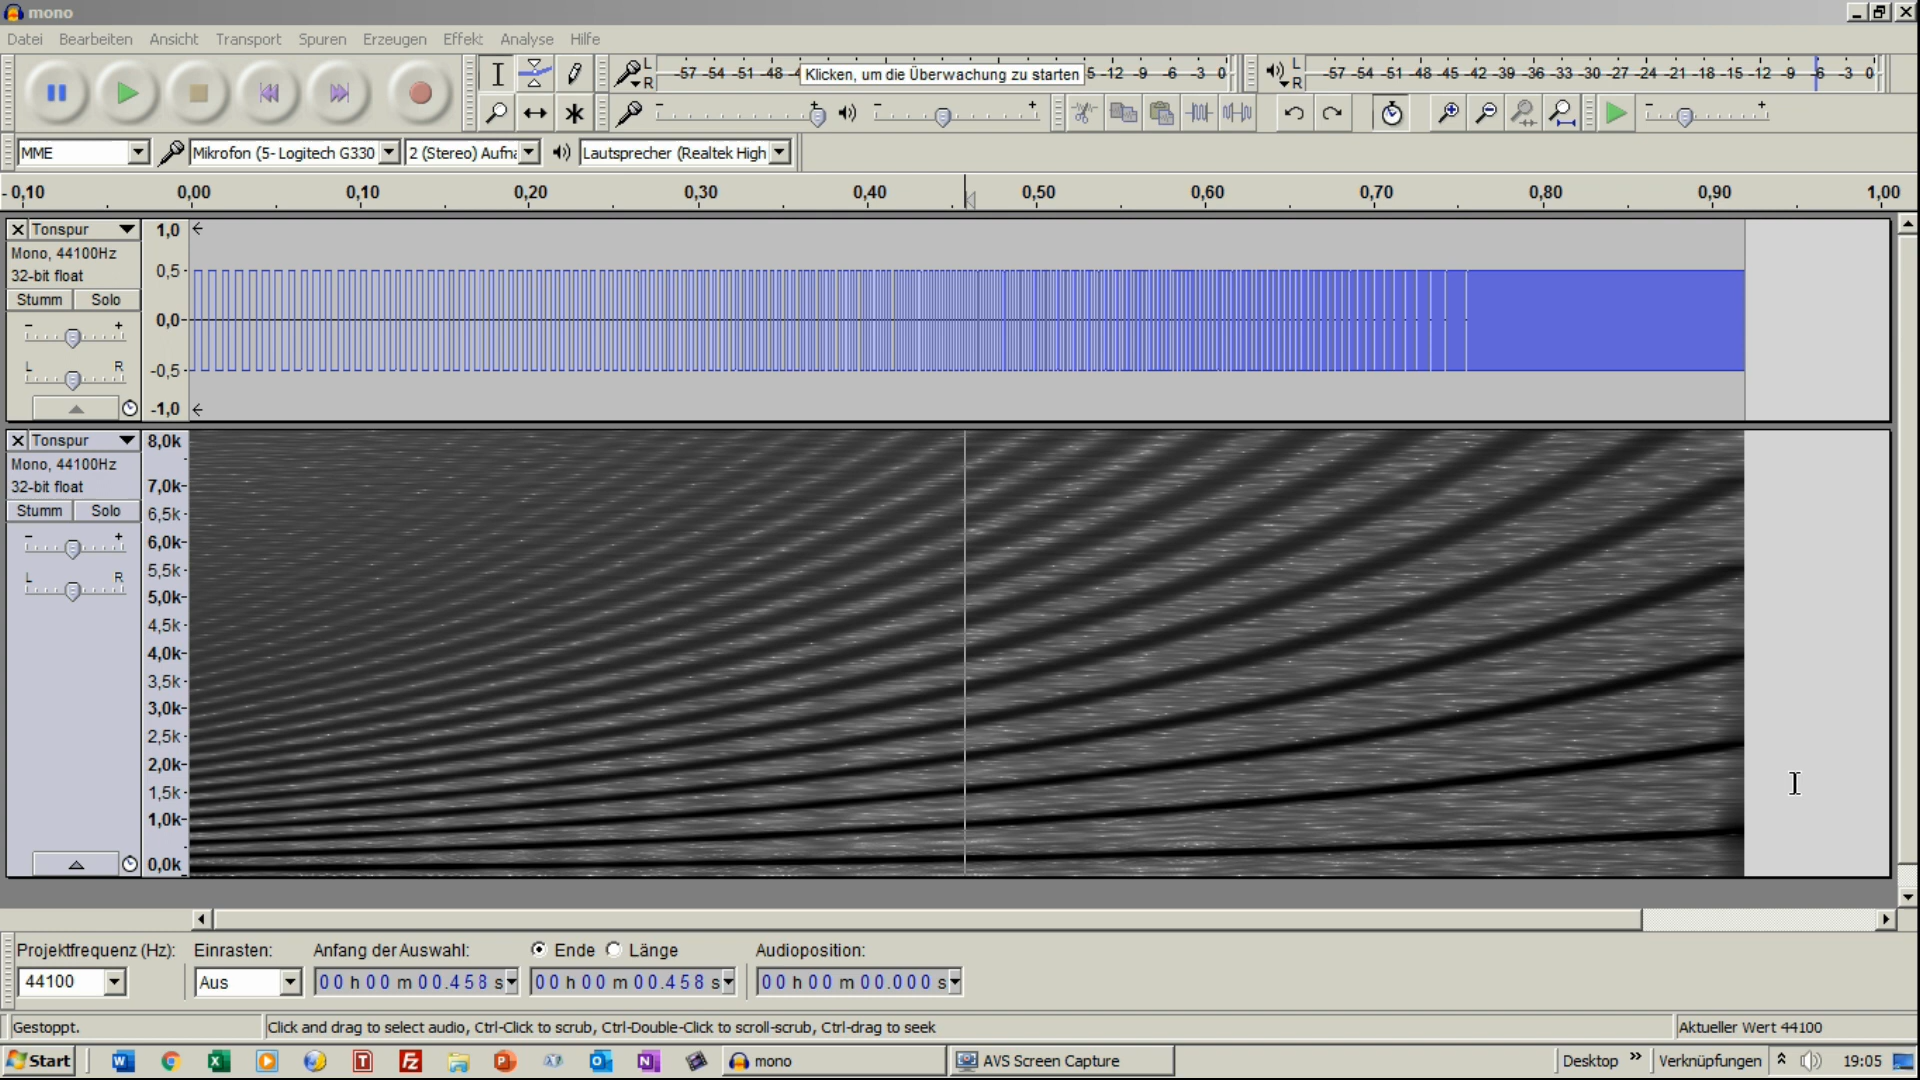 mono
Datei Bearbeiten Ansicht Transport Spuren Erzeugen Effekt Analyse Hilfe
L
R
-57 -54 -51 -48 -4
Klicken, um die Überwachung zu starten
5 -12 -9 -6 -3 0
L
R
-57 -54 -51 -48 -45 -42 -39 -36 -33 -30 -27 -24 -21 -18 -15 -12 -9 -6 -3 0
MME
Mikrofon (5- Logitech G330
2 (Stereo) Aufna
Lautsprecher (Realtek High
- 0,10 0,00 0,10 0,20 0,30 0,40 0,50 0,60 0,70 0,80 0,90 1,00
Tonspur
Mono, 44100Hz
32-bit float
Stumm Solo
- +
L R
1,0
0,5
0,0
-0,5
-1,0
Tonspur
Mono, 44100Hz
32-bit float
Stumm Solo
- +
L R
8,0k
7,0k
6,5k
6,0k
5,5k
5,0k
4,5k
4,0k
3,5k
3,0k
2,5k
2,0k
1,5k
1,0k
0,0k
Projektfrequenz (Hz): Einrasten: Anfang der Auswahl: Ende Länge Audioposition:
44100 Aus 00 h 00 m 00.458 s 00 h 00 m 00.458 s 00 h 00 m 00.000 s
Gestoppt.
Click and drag to select audio, Ctrl-Click to scrub, Ctrl-Double-Click to scroll-scrub, Ctrl-drag to seek
Aktueller Wert 44100
Start mono AVS Screen Capture Desktop » Verknüpfungen 19:05